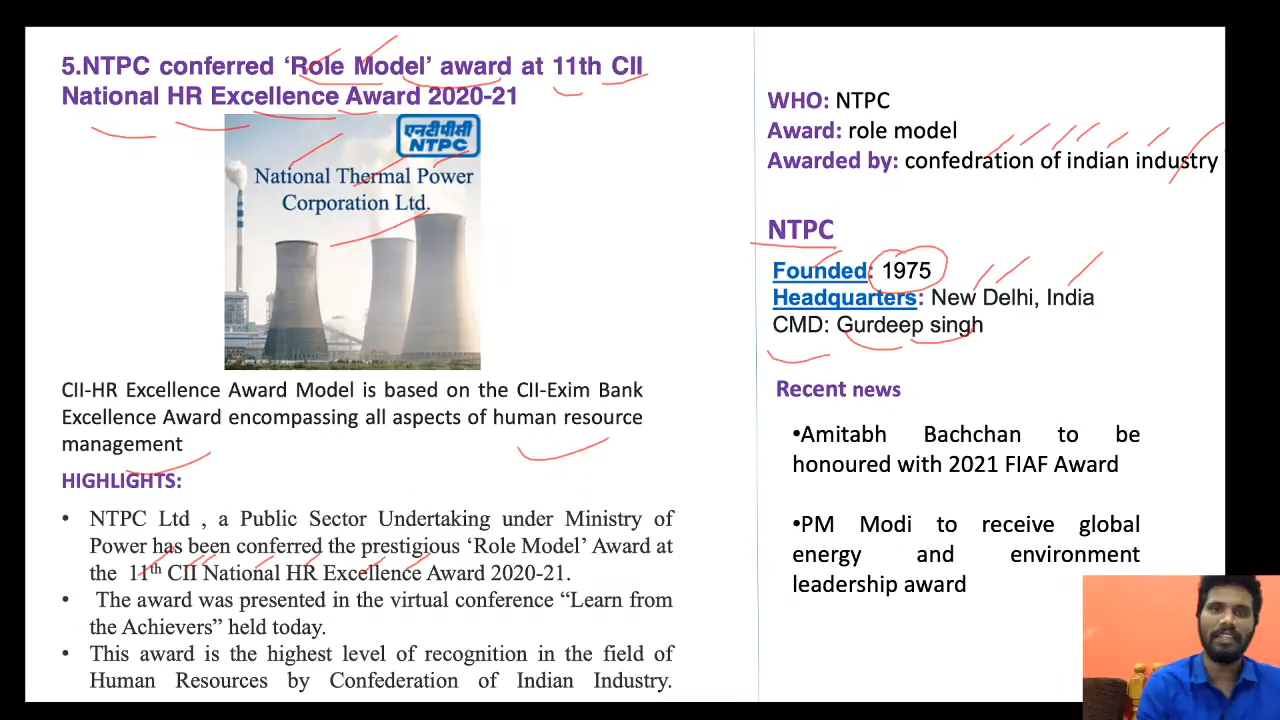 5.NTPC conferred ‘Role Model’ award at 11th CII
National HR Excellence Award 2020-21
एनटीपीसी
NTPC
National Thermal Power
Corporation Ltd.
CII-HR Excellence Award Model is based on the CII-Exim Bank
Excellence Award encompassing all aspects of human resource
management
HIGHLIGHTS:
• NTPC Ltd , a Public Sector Undertaking under Ministry of
Power has been conferred the prestigious ‘Role Model’ Award at
the 11th CII National HR Excellence Award 2020-21.
• The award was presented in the virtual conference “Learn from
the Achievers” held today.
• This award is the highest level of recognition in the field of
Human Resources by Confederation of Indian Industry.
WHO: NTPC
Award: role model
Awarded by: confedration of indian industry
NTPC
Founded: 1975
Headquarters: New Delhi, India
CMD: Gurdeep singh
Recent news
•Amitabh Bachchan to be
honoured with 2021 FIAF Award
•PM Modi to receive global
energy and environment
leadership award